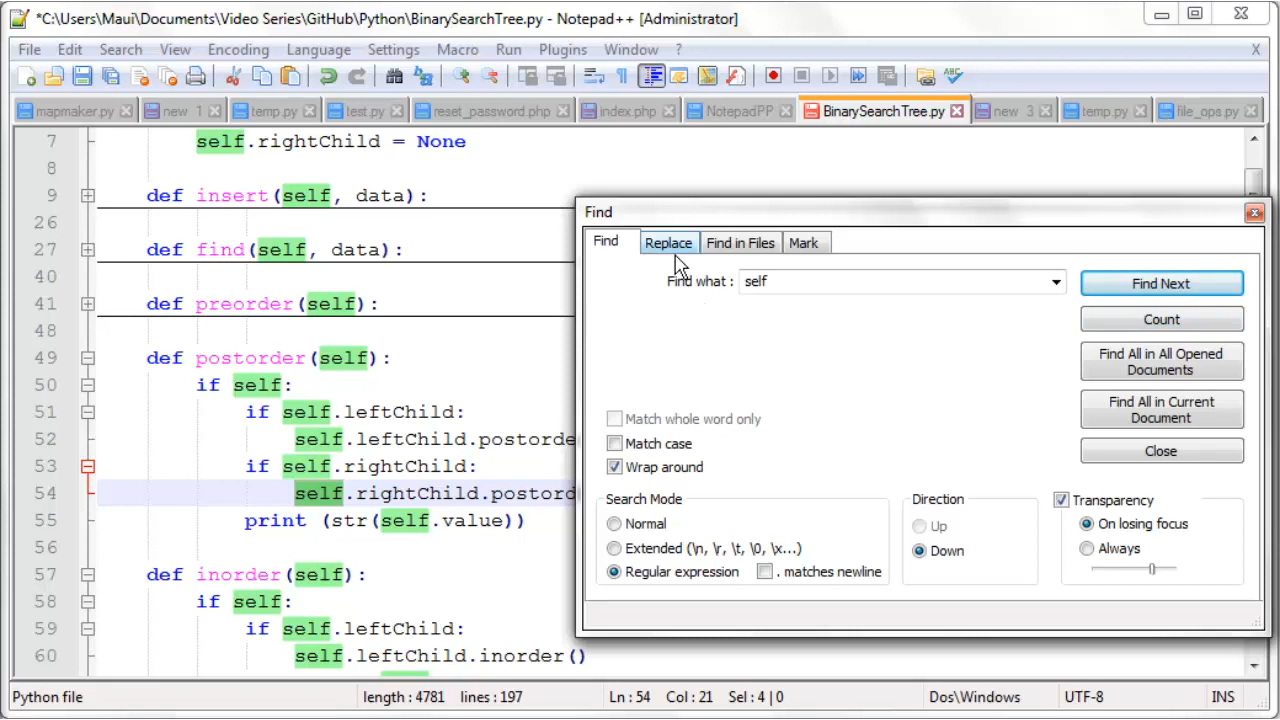 *C:\Users\Maui\Documents\Video Series\GitHub\Python\BinarySearchTree.py - Notepad++ [Administrator]
File Edit Search View Encoding Language Settings Macro Run Plugins Window ? X
mapmaker.py new 1 temp.py test.py reset_password.php index.php NotepadPP BinarySearchTree.py new 3 temp.py file_ops.py
7 self.rightChild = None
8
9 def insert(self, data):
26
27 def find(self, data):
40
41 def preorder(self):
48
49 def postorder(self):
50 if self:
51 if self.leftChild:
52 self.leftChild.postorde
53 if self.rightChild:
54 self.rightChild.postord
55 print (str(self.value))
56
57 def inorder(self):
58 if self:
59 if self.leftChild:
60 self.leftChild.inorder()
Find
Find Replace Find in Files Mark
Find what : self
Find Next
Count
Find All in All Opened
Documents
Find All in Current
Document
Close
Match whole word only
Match case
Wrap around
Search Mode
Normal
Extended (\n, \r, \t, \0, \x...)
Regular expression . matches newline
Direction
Up
Down
Transparency
On losing focus
Always
Python file length : 4781 lines : 197 Ln : 54 Col : 21 Sel : 4 | 0 Dos\Windows UTF-8 INS